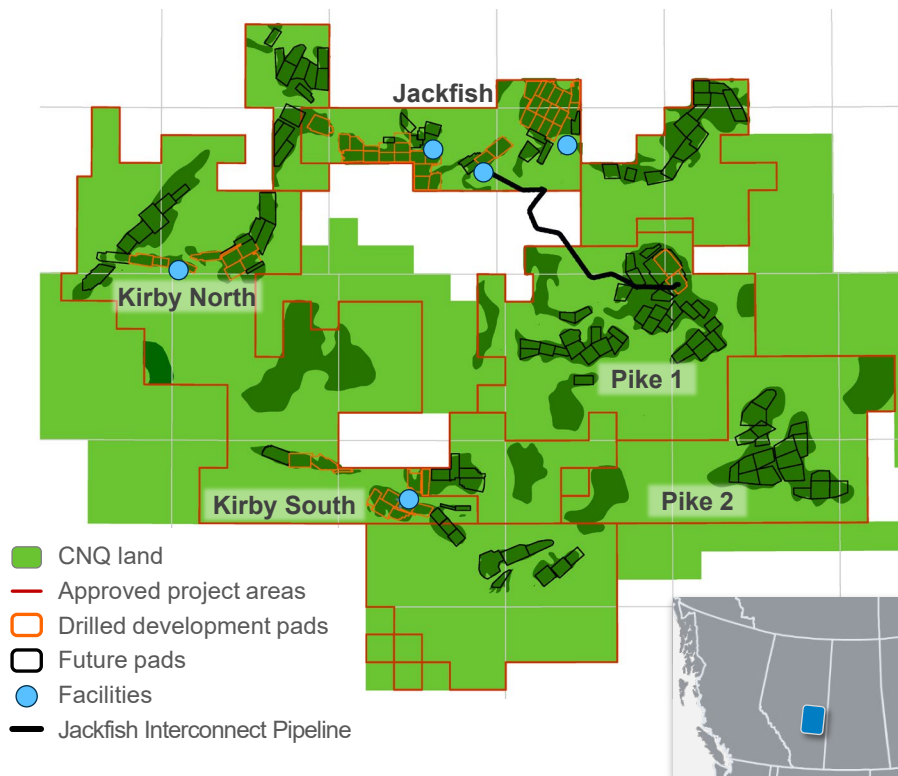 Jackfish
Kirby North
Pike 1
Kirby South
Pike 2
CNQ land
Approved project areas
Drilled development pads
Future pads
Facilities
Jackfish Interconnect Pipeline